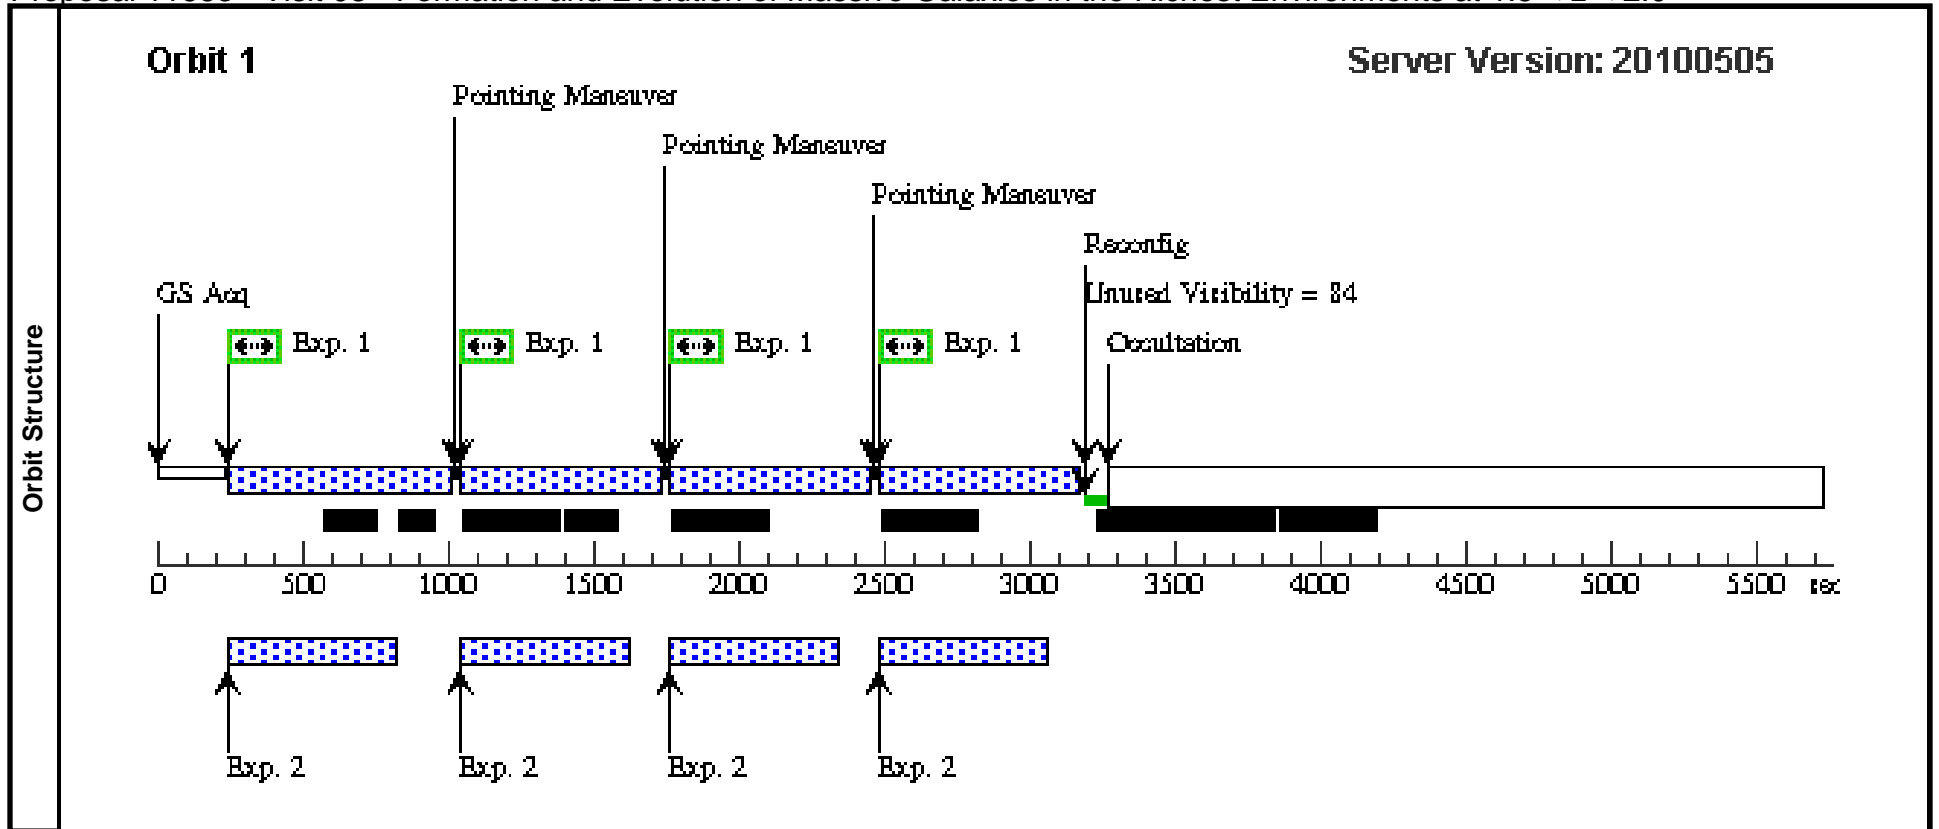 Orbit 1
Server Version: 20100505
Pointing Maneuver
Pointing Maneuver
Pointing Maneuver
Reconfig
GS Acq
Unused Visibility = 84
Exp. 1
Exp. 1
Exp. 1
Exp. 1
Occultation
Orbit Structure
0 500 1000 1500 2000 2500 3000 3500 4000 4500 5000 5500 sec
Exp. 2
Exp. 2
Exp. 2
Exp. 2